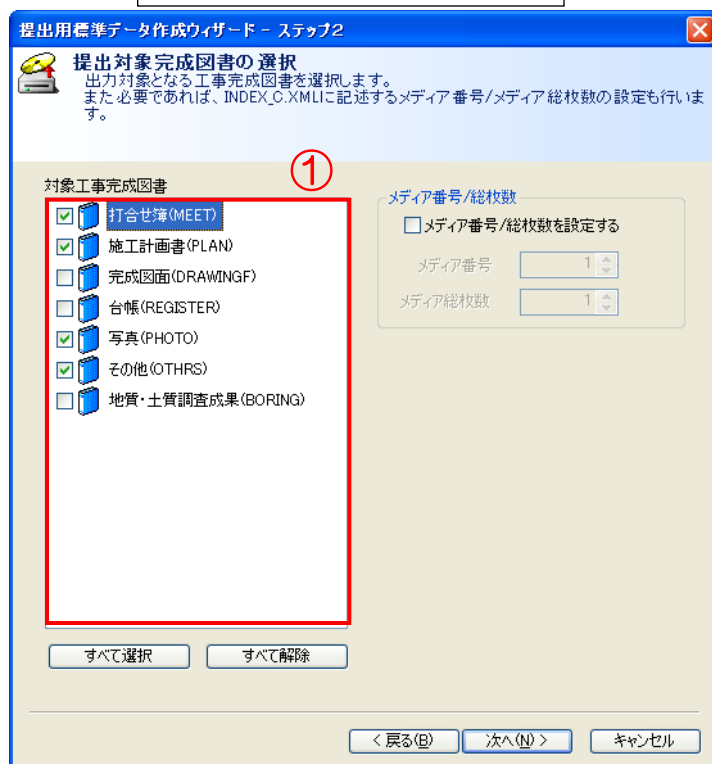 提出用標準データ作成ウィザード - ステップ2
提出対象完成図書の選択
出力対象となる工事完成図書を選択します。
また必要であれば、INDEX_C.XMLに記述するメディア番号/メディア総枚数の設定も行いま
す。
①
対象工事完成図書
打合せ簿(MEET)
施工計画書(PLAN)
完成図面(DRAWINGF)
台帳(REGISTER)
写真(PHOTO)
その他(OTHRS)
地質・土質調査成果(BORING)
メディア番号/総枚数
メディア番号/総枚数を設定する
メディア番号 1
メディア総枚数 1
すべて選択 すべて解除
< 戻る(B) 次へ(N) > キャンセル